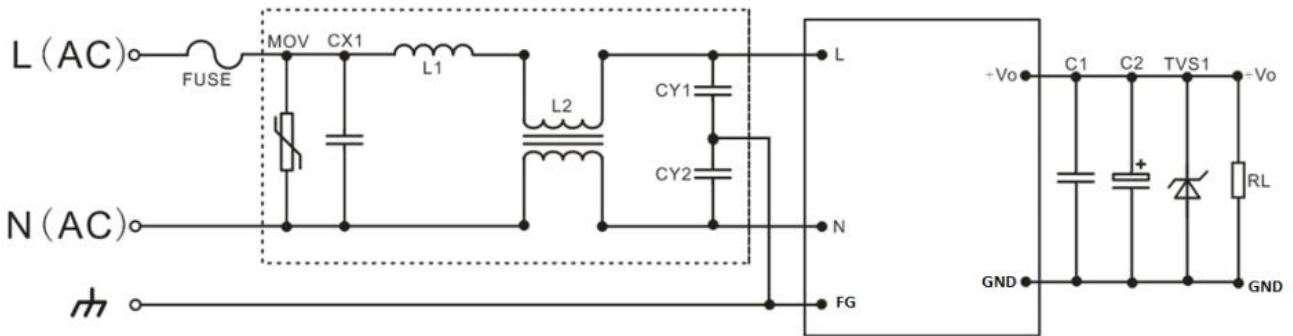 L(AC)
FUSE
MOV
CX1
L1
L2
CY1
CY2
L
N(AC)
N
FG
+Vo
C1
C2
TVS1
+Vo
+
RL
GND
GND